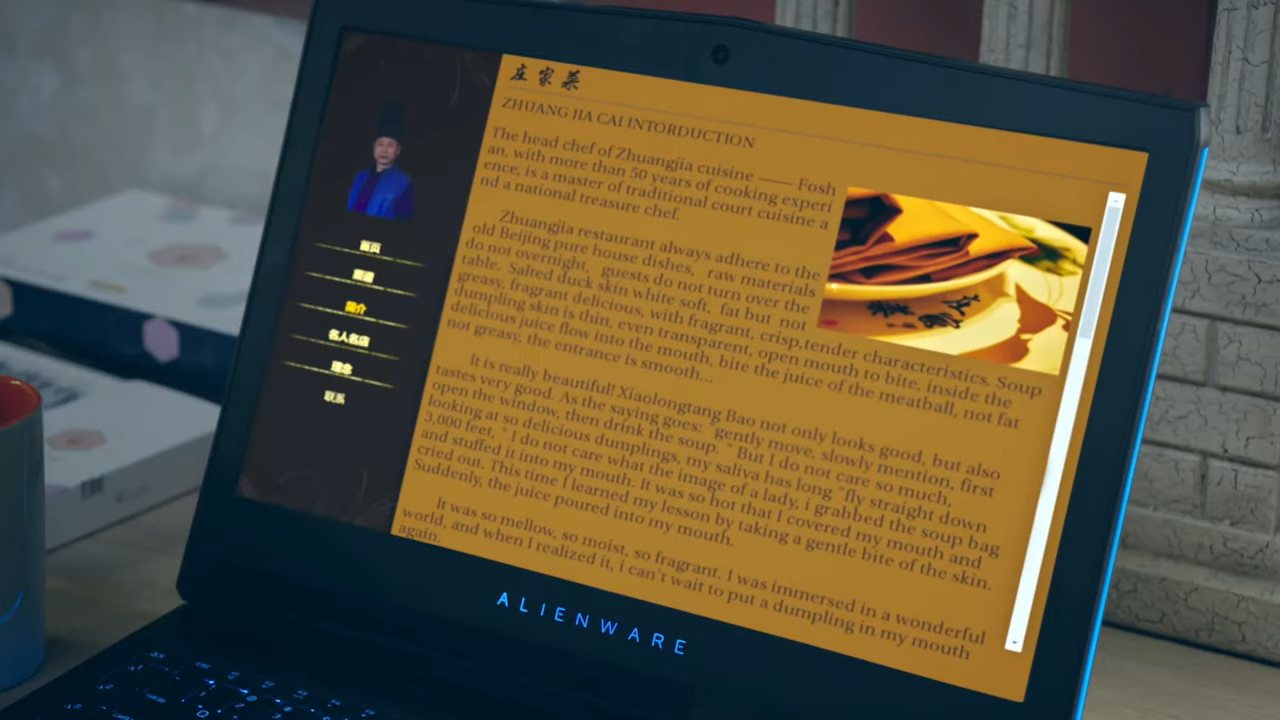 庄家菜
ZHUANG JIA CAI INTORDUCTION
The head chef of Zhuangjia cuisine —— Fosh
an, with more than 50 years of cooking experi
ence, is a master of traditional court cuisine a
nd a national treasure chef.
Zhuangjia restaurant always adhere to the
old Beijing pure house dishes, raw materials
do not overnight, guests do not turn over the
table. Salted duck skin white soft, fat but not
greasy, fragrant delicious, with fragrant, crisp,tender characteristics. Soup
dumpling skin is thin, even transparent, open mouth to bite, inside the
delicious juice flow into the mouth, bite the juice of the meatball, not fat
not greasy, the entrance is smooth...
It is really beautiful! Xiaolongtang Bao not only looks good, but also
tastes very good. As the saying goes: "gently move, slowly mention, first
open the window, then drink the soup. " But I do not care so much,
looking at so delicious dumplings, my saliva has long "fly straight down
3,000 feet, " I do not care what the image of a lady, i grabbed the soup bag
and stuffed it into my mouth. It was so hot that I covered my mouth and
cried out. This time I learned my lesson by taking a gentle bite of the skin.
Suddenly, the juice poured into my mouth.
It was so mellow, so moist, so fragrant. I was immersed in a wonderful
world, and when I realized it, i can't wait to put a dumpling in my mouth
again.
首页
简介
名人名店
理念
联系
ALIENWARE